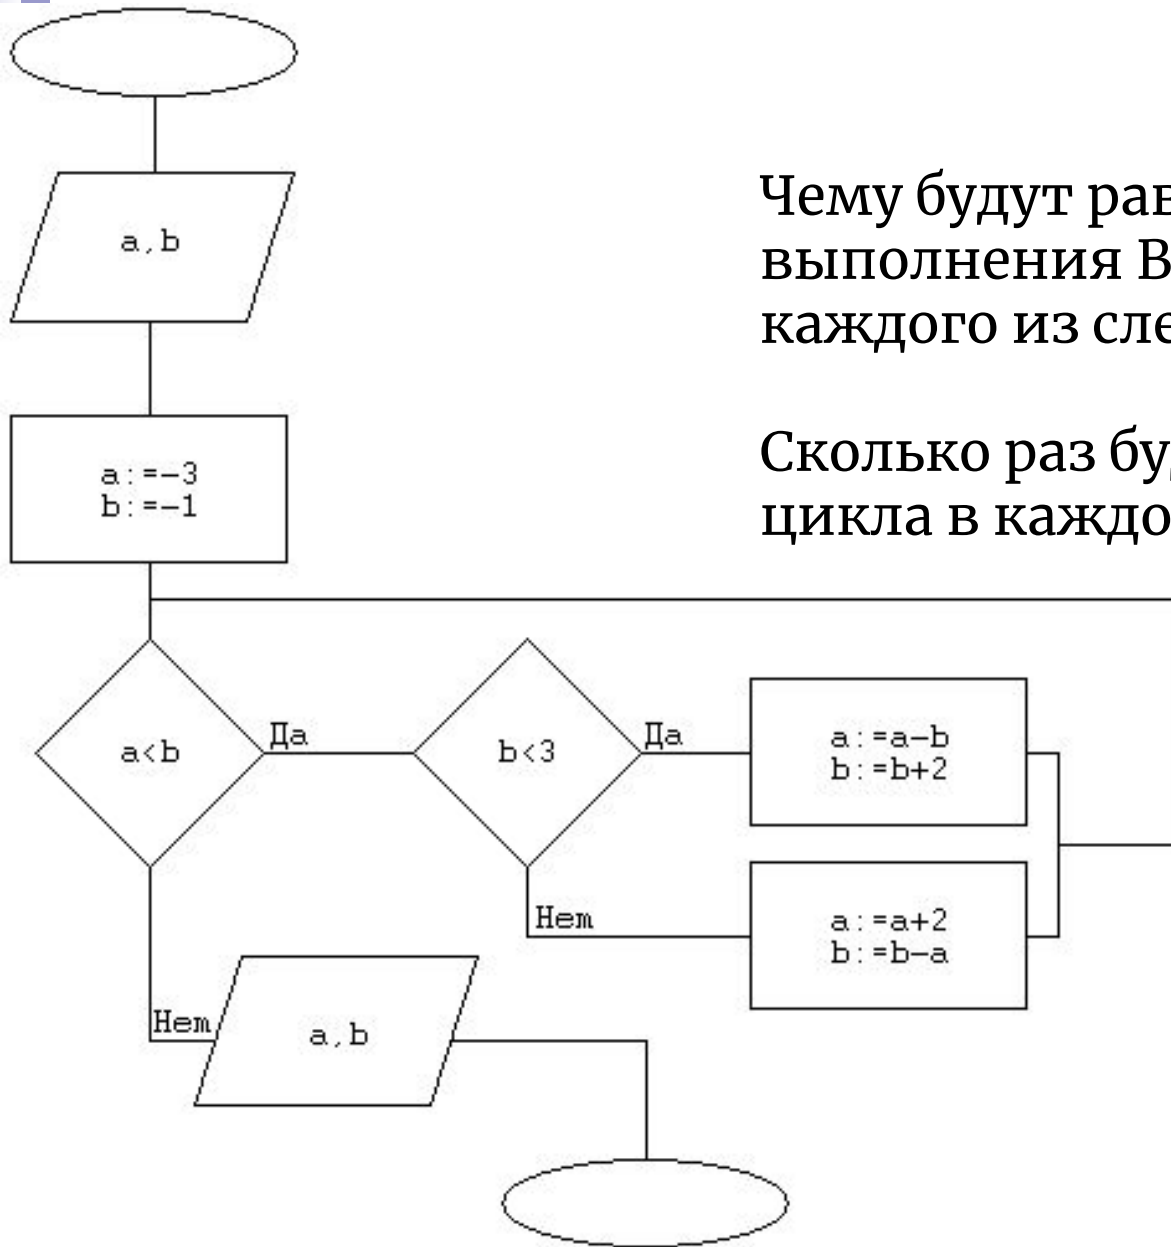 a,b
Чему будут рав
выполнения В
каждого из сле
a:=-3
b:=-1
Сколько раз бу
цикла в каждо
a<b
Да
b<3
Да
a:=a-b
b:=b+2
Нет
a:=a+2
b:=b-a
Нет
a,b